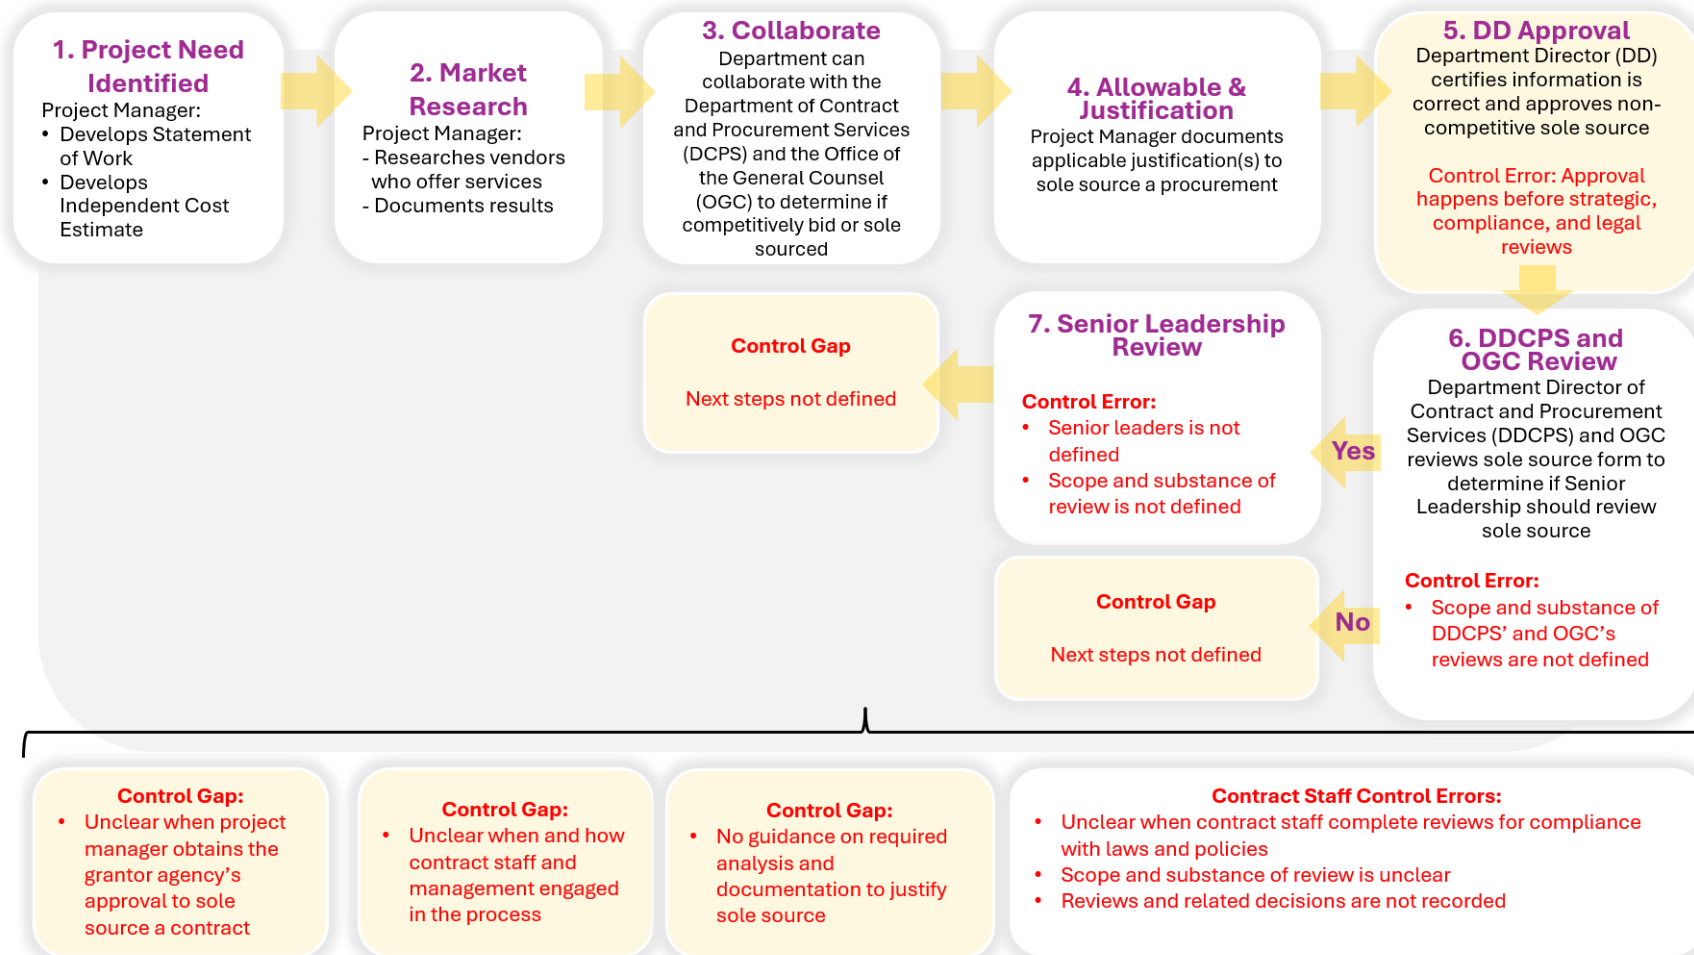 1. Project Need
Identified
Project Manager:
• Develops Statement
of Work
• Develops
Independent Cost
Estimate
2. Market
Research
Project Manager:
- Researches vendors
who offer services
- Documents results
3. Collaborate
Department can
collaborate with the
Department of Contract
and Procurement Services
(DCPS) and the Office of
the General Counsel
(OGC) to determine if
competitively bid or sole
sourced
4. Allowable &
Justification
Project Manager documents
applicable justification(s) to
sole source a procurement
5. DD Approval
Department Director (DD)
certifies information is
correct and approves non-
competitive sole source
Control Error: Approval
happens before strategic,
compliance, and legal
reviews
6. DDCPS and
OGC Review
Department Director of
Contract and Procurement
Services (DDCPS) and OGC
reviews sole source form to
determine if Senior
Leadership should review
sole source
Control Error:
• Scope and substance of
DDCPS’ and OGC’s
reviews are not defined
Yes
7. Senior Leadership
Review
Control Error:
• Senior leaders is not
defined
• Scope and substance of
review is not defined
Control Gap
Next steps not defined
No
Control Gap
Next steps not defined
Control Gap:
• Unclear when project
manager obtains the
grantor agency’s
approval to sole
source a contract
Control Gap:
• Unclear when and how
contract staff and
management engaged
in the process
Control Gap:
• No guidance on required
analysis and
documentation to justify
sole source
Contract Staff Control Errors:
• Unclear when contract staff complete reviews for compliance
with laws and policies
• Scope and substance of review is unclear
• Reviews and related decisions are not recorded